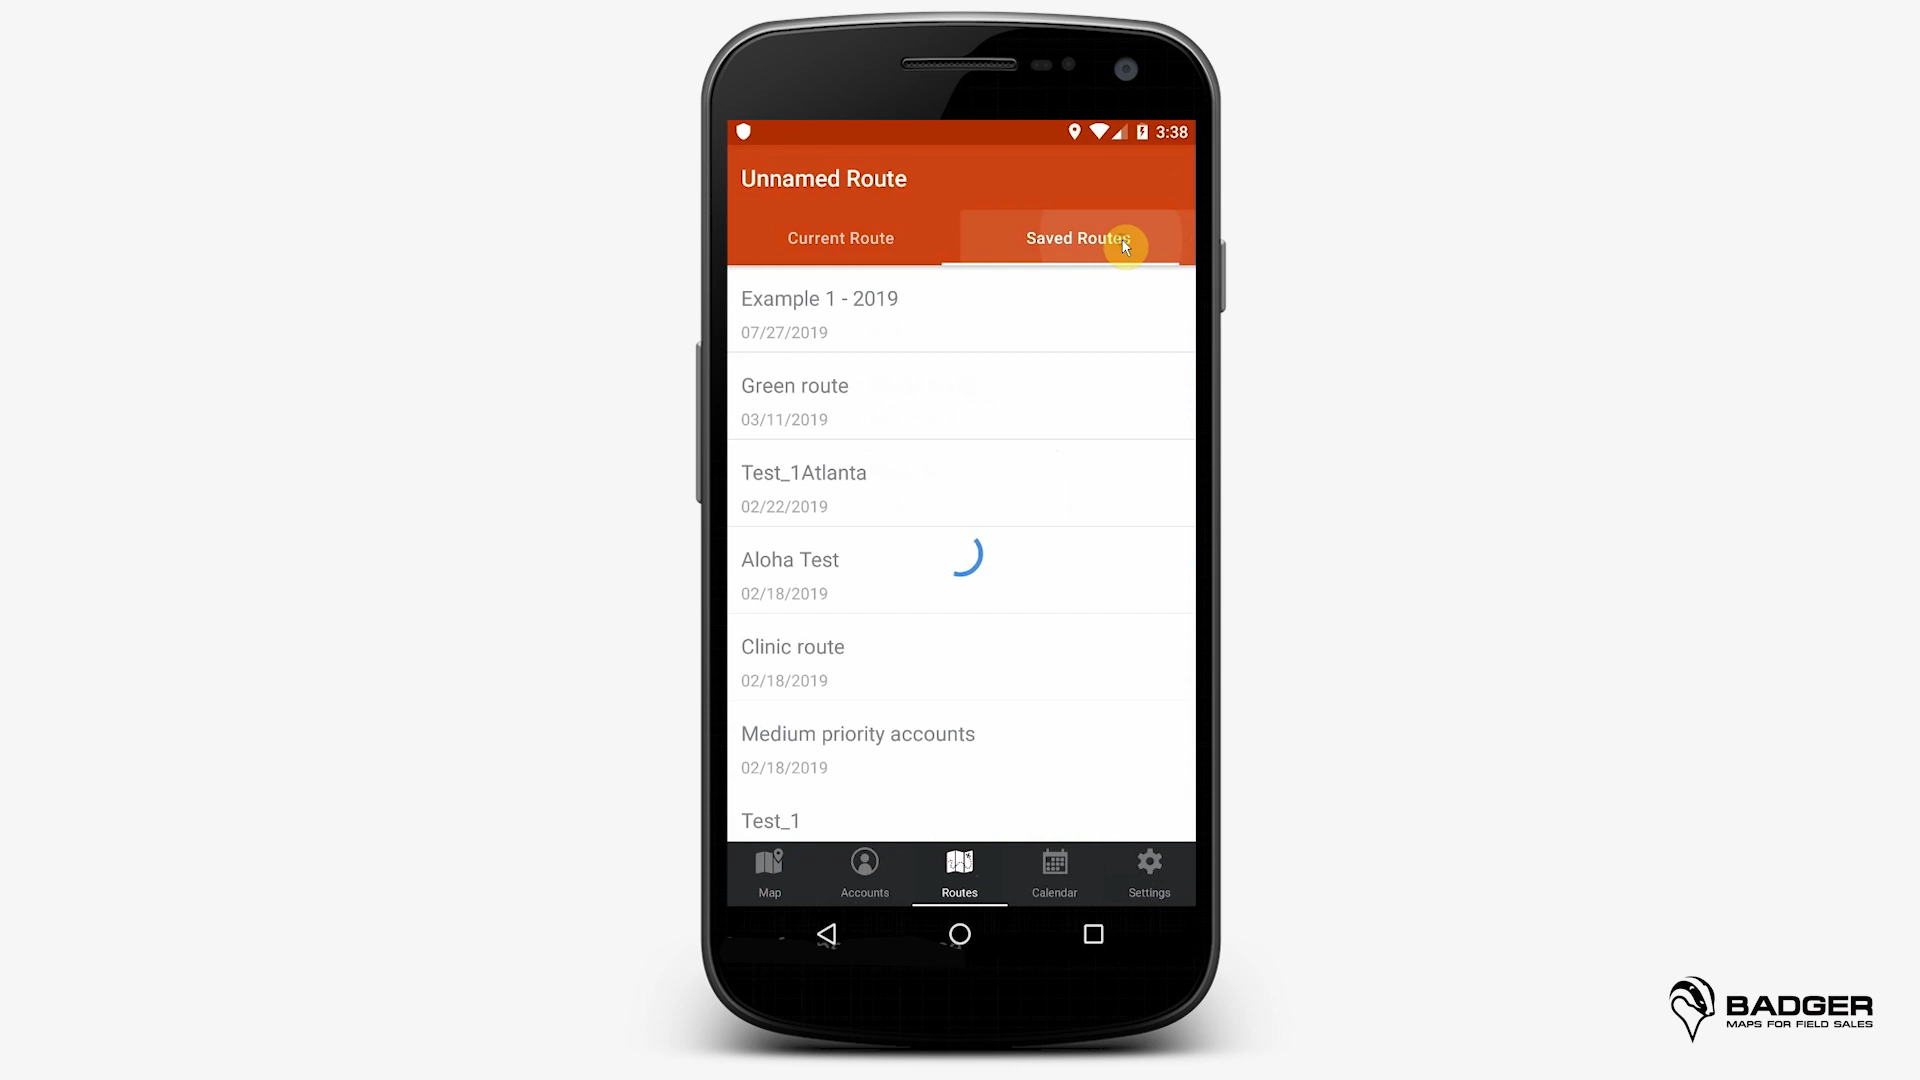 3:38
Unnamed Route
Current Route
Saved Routes
Example 1 - 2019
07/27/2019
Green route
03/11/2019
Test_1Atlanta
02/22/2019
Aloha Test
02/18/2019
Clinic route
02/18/2019
Medium priority accounts
02/18/2019
Test_1
Map
Accounts
Routes
Calendar
Settings
BADGER
MAPS FOR FIELD SALES